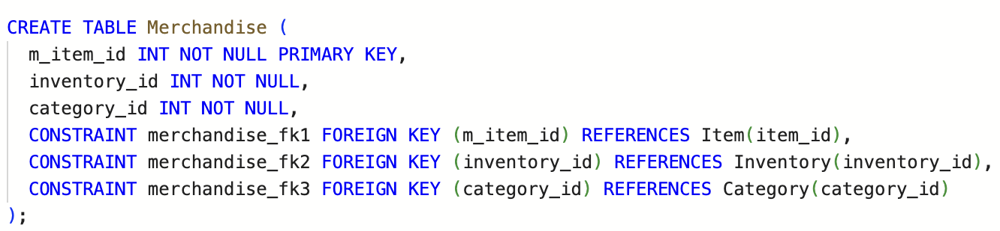 CREATE TABLE Merchandise (
  m_item_id INT NOT NULL PRIMARY KEY,
  inventory_id INT NOT NULL,
  category_id INT NOT NULL,
  CONSTRAINT merchandise_fk1 FOREIGN KEY (m_item_id) REFERENCES Item(item_id),
  CONSTRAINT merchandise_fk2 FOREIGN KEY (inventory_id) REFERENCES Inventory(inventory_id),
  CONSTRAINT merchandise_fk3 FOREIGN KEY (category_id) REFERENCES Category(category_id)
);